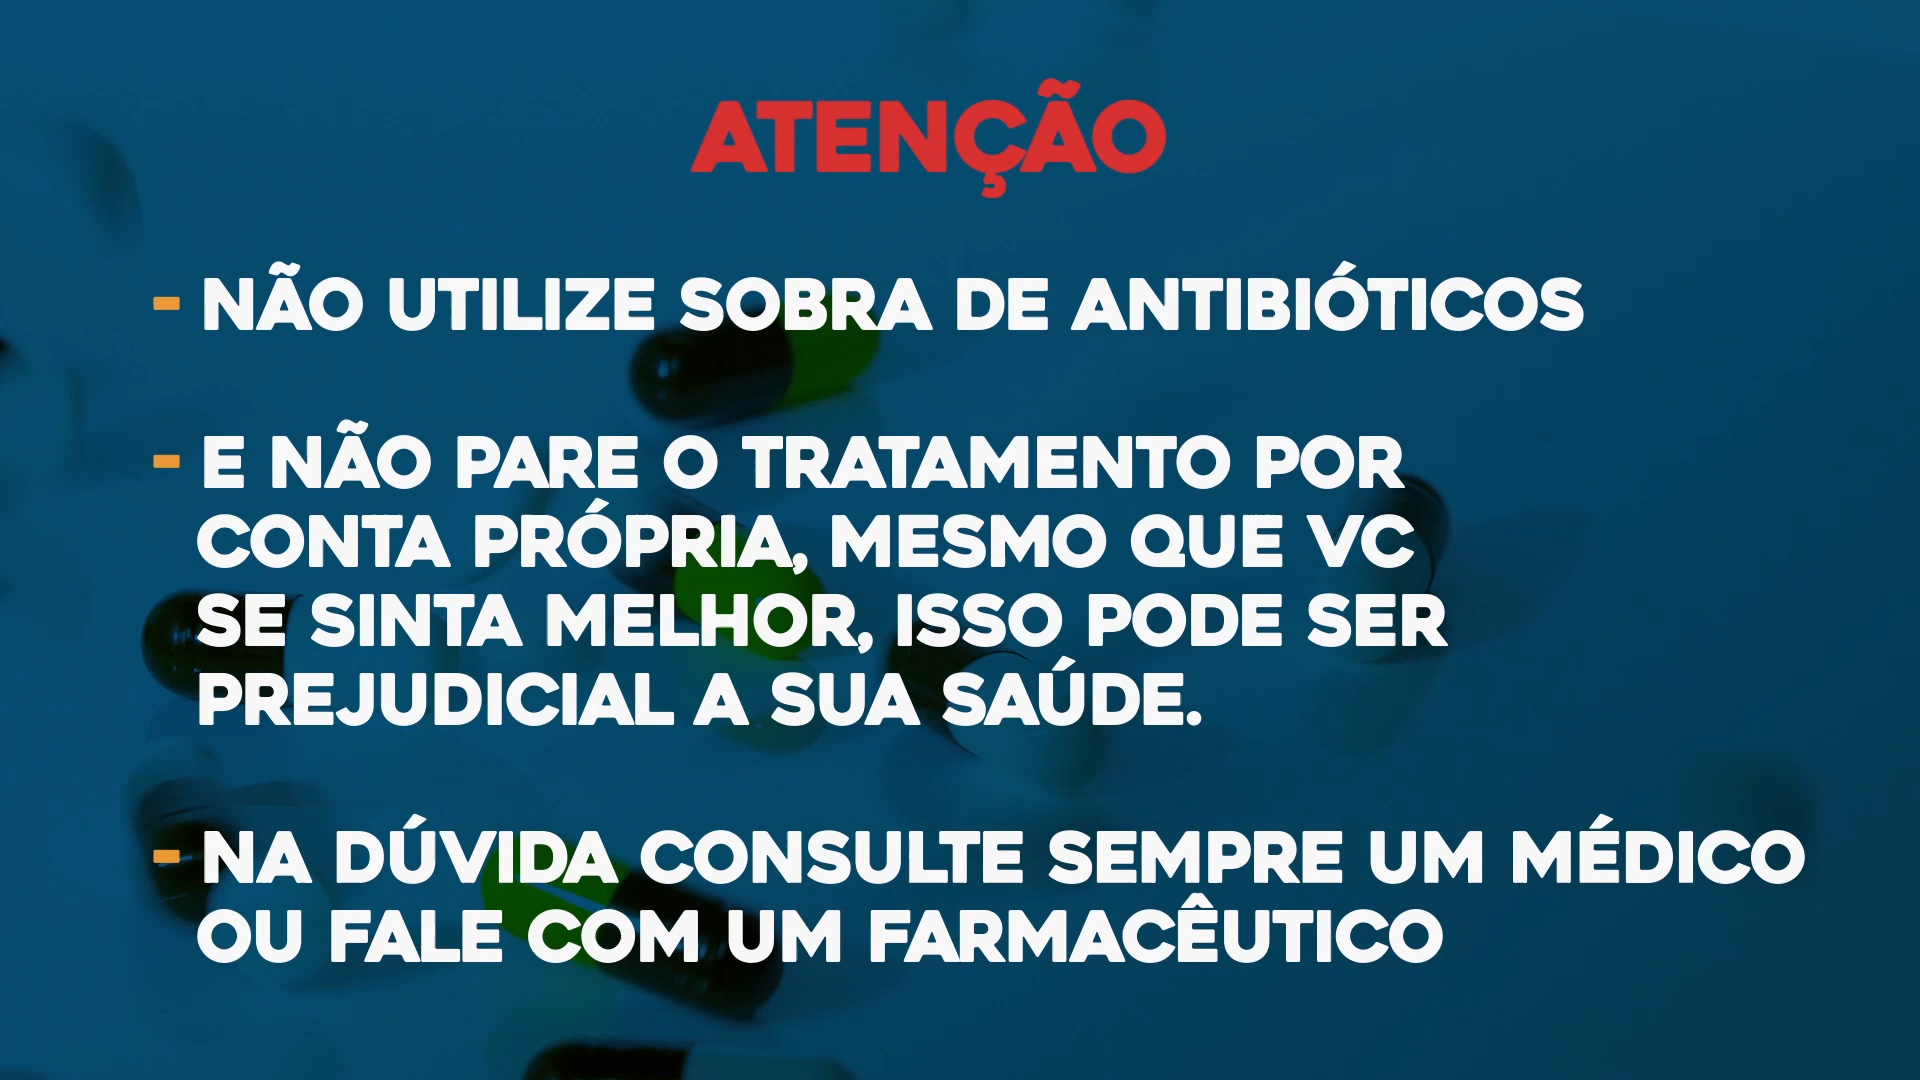 ATENÇÃO
- NÃO UTILIZE SOBRA DE ANTIBIÓTICOS
- E NÃO PARE O TRATAMENTO POR
CONTA PRÓPRIA, MESMO QUE VC
SE SINTA MELHOR, ISSO PODE SER
PREJUDICIAL A SUA SAÚDE.
- NA DÚVIDA CONSULTE SEMPRE UM MÉDICO
OU FALE COM UM FARMACÊUTICO